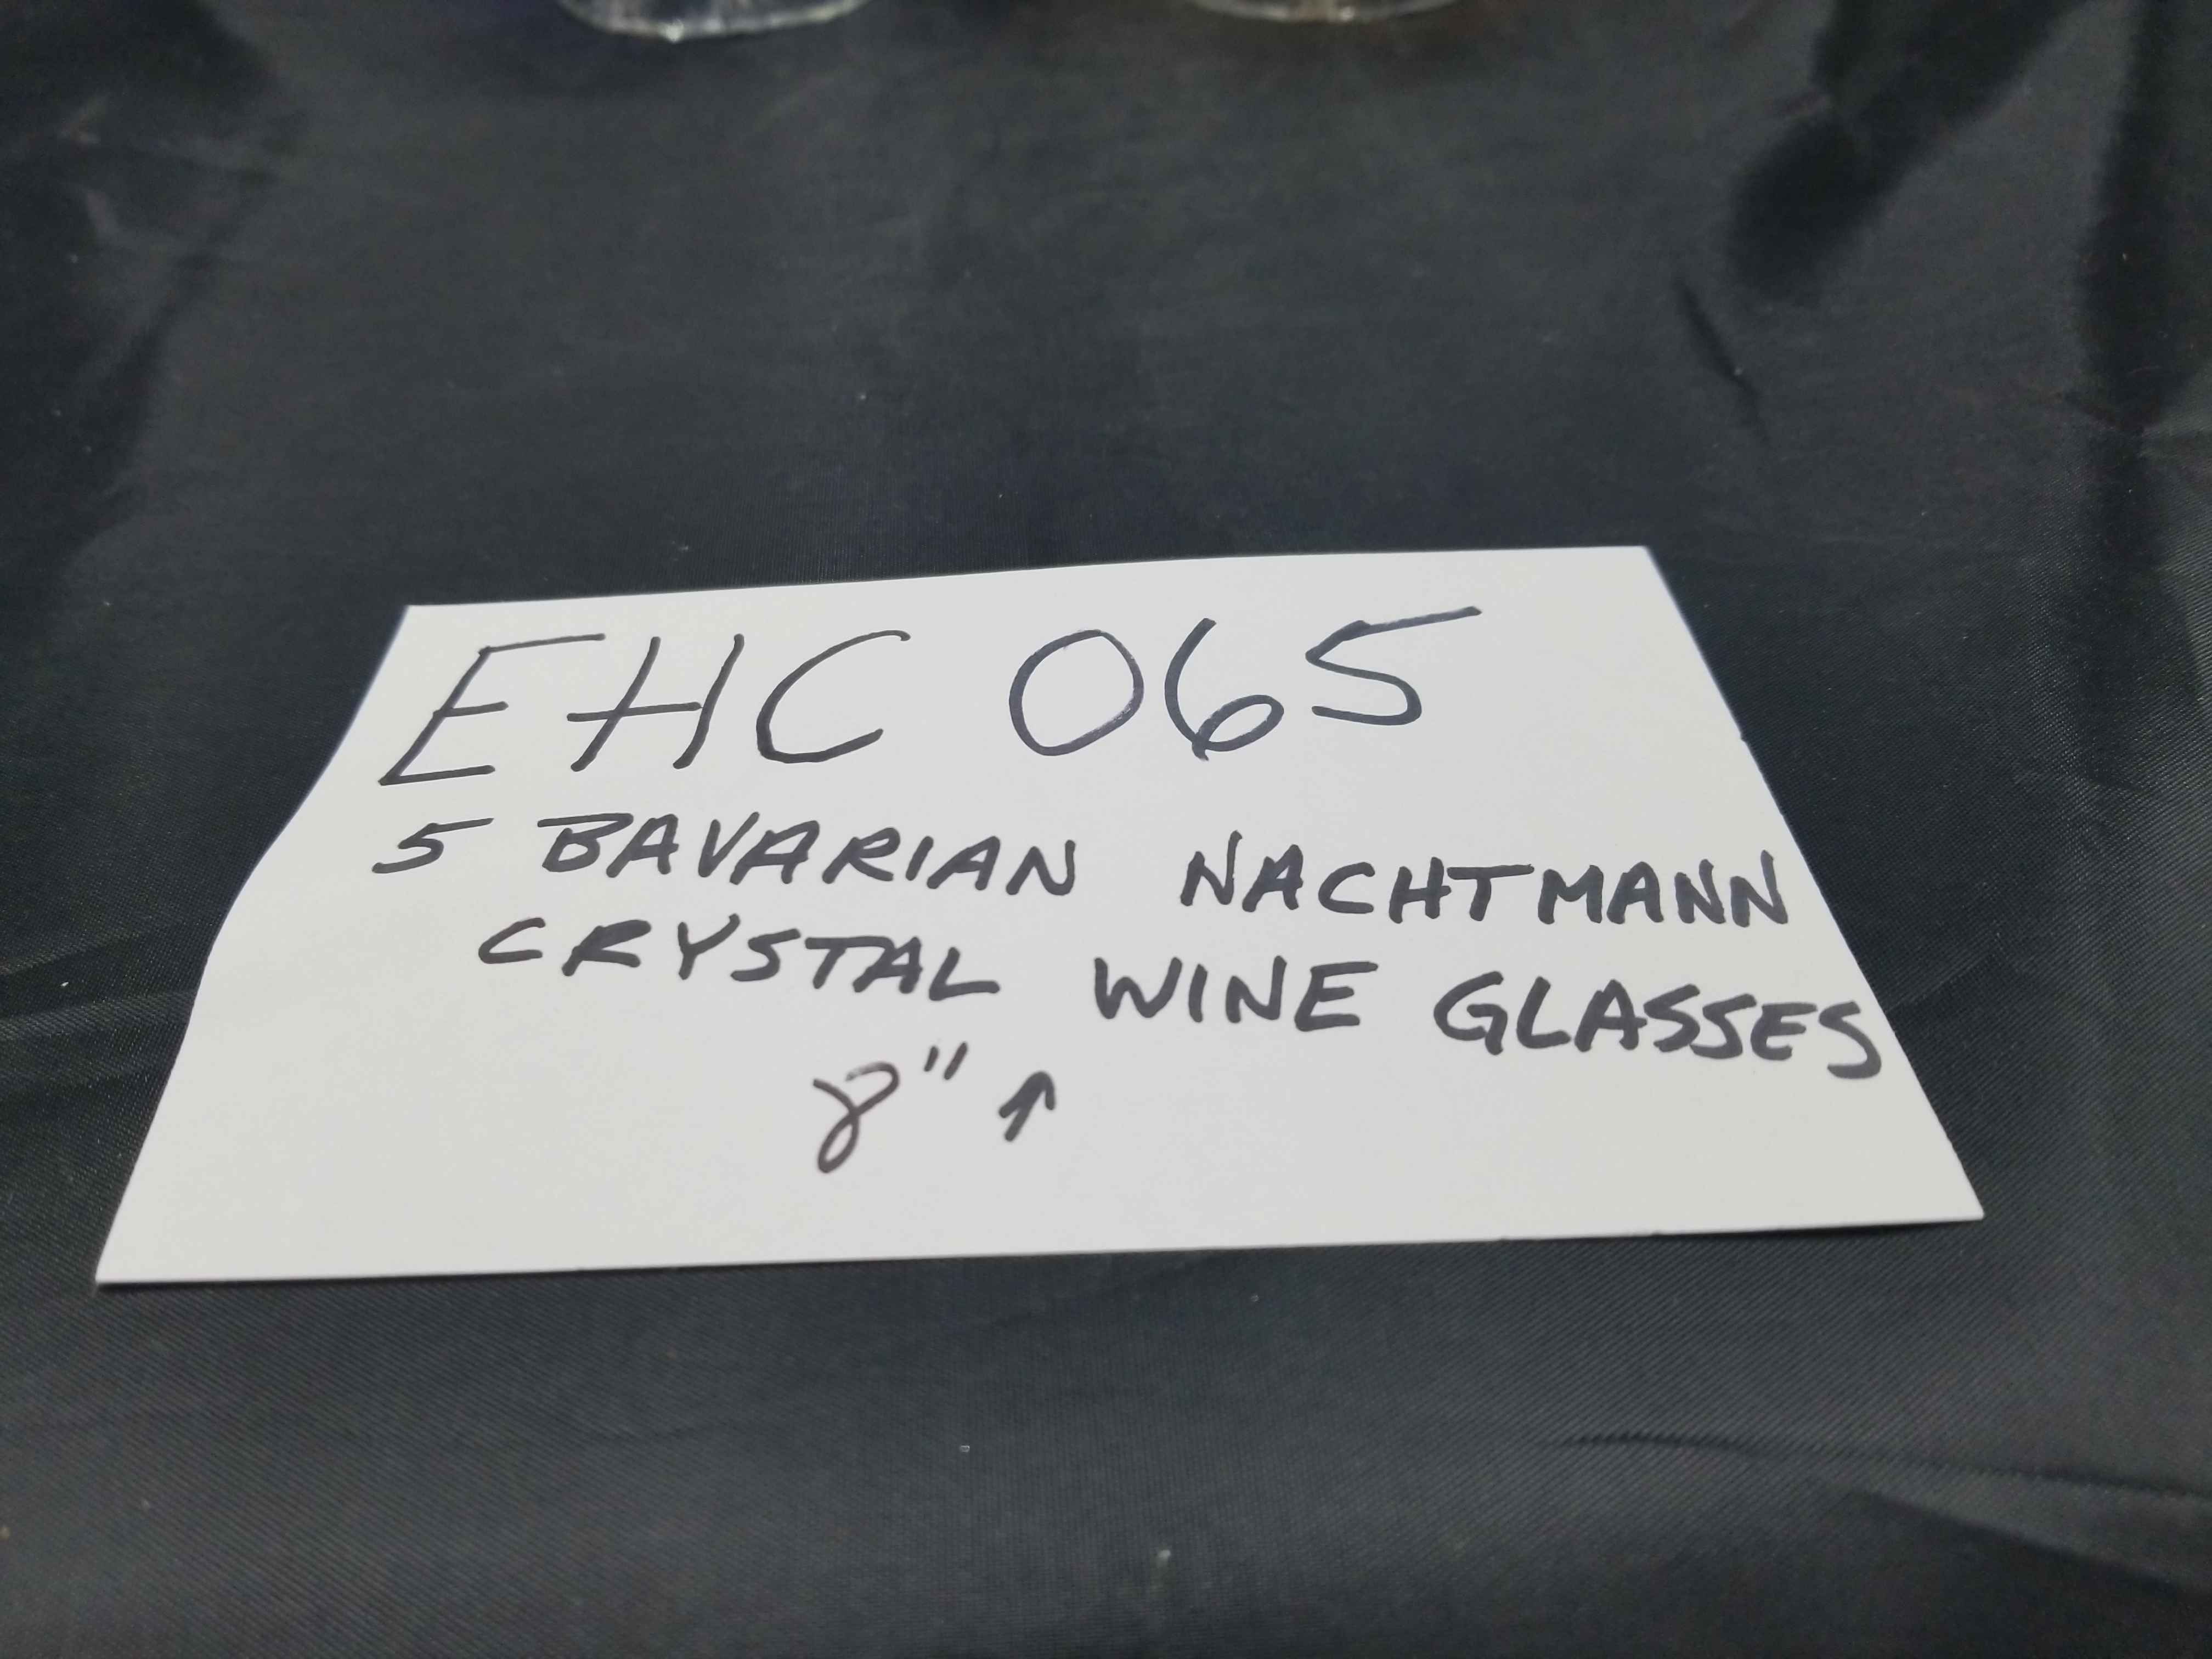 EHC 065
5 BAVARIAN NACHTMANN
CRYSTAL WINE GLASSES
8" ↑